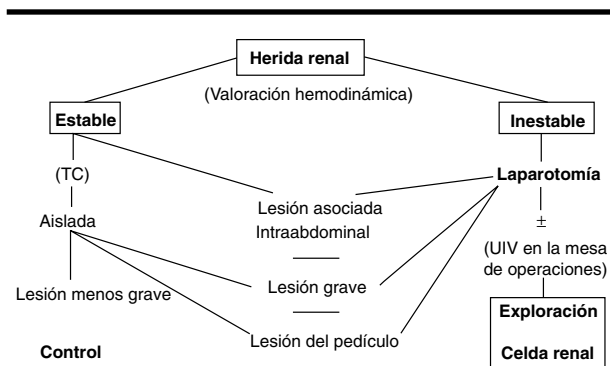 Herida renal
(Valoración hemodinámica)
Estable
Inestable
(TC)
Laparotomía
Lesión asociada
Intraabdominal
Aislada
±
(UIV en la mesa
de operaciones)
Lesión menos grave
Lesión grave
Exploración
Lesión del pedículo
Control
Celda renal